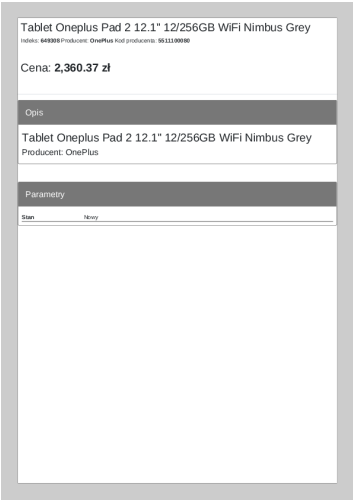 Tablet Oneplus Pad 2 12.1" 12/256GB WiFi Nimbus Grey
Indeks: 649308 Producent: OnePlus Kod producenta: 5511100080
Cena: 2,360.37 zł
Opis
Tablet Oneplus Pad 2 12.1" 12/256GB WiFi Nimbus Grey
Producent: OnePlus
Parametry
Stan Nowy